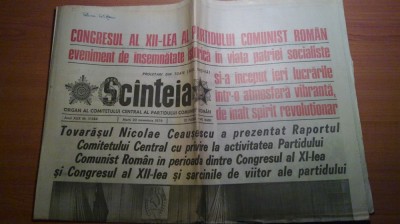 CONGRESUL AL XII-LEA AL PARTIDULUI COMUNIST ROMÂN
eveniment de însemnătate istorică în viața patriei socialiste
Scînteia
ORGAN AL COMITETULUI CENTRAL AL PARTIDULUI COMUNIST ROMÂN
și-a început ieri lucrările
într-o atmosferă vibrantă,
de înalt spirit revoluționar
Tovarășul Nicolae Ceaușescu a prezentat Raportul
Comitetului Central cu privire la activitatea Partidului
Comunist Român în perioada dintre Congresul al XI-lea
și Congresul al XII-lea și sarcinile de viitor ale partidului